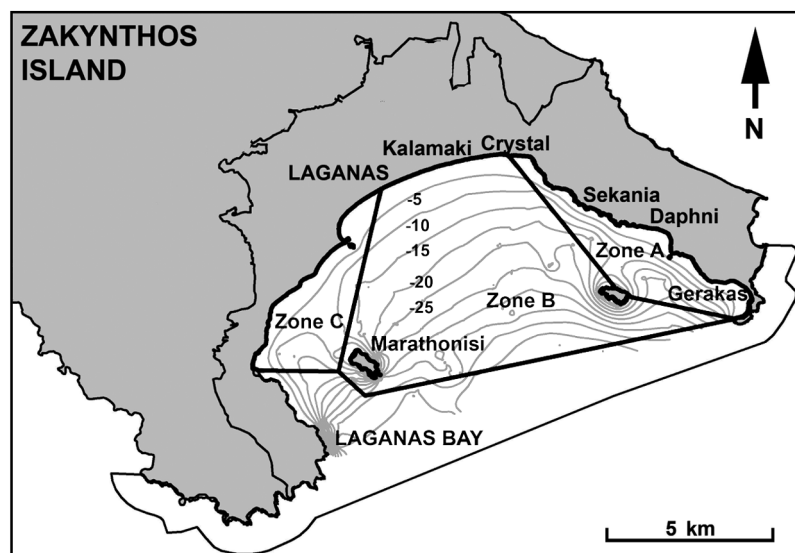 ZAKYNTHOS
ISLAND
N
Kalamaki Crystal
LAGANAS
Sekania
-5
Daphni
-10
-15
Zone A
-20
Gerakas
-25
Zone B
Zone C
Marathonisi
LAGANAS BAY
5 km